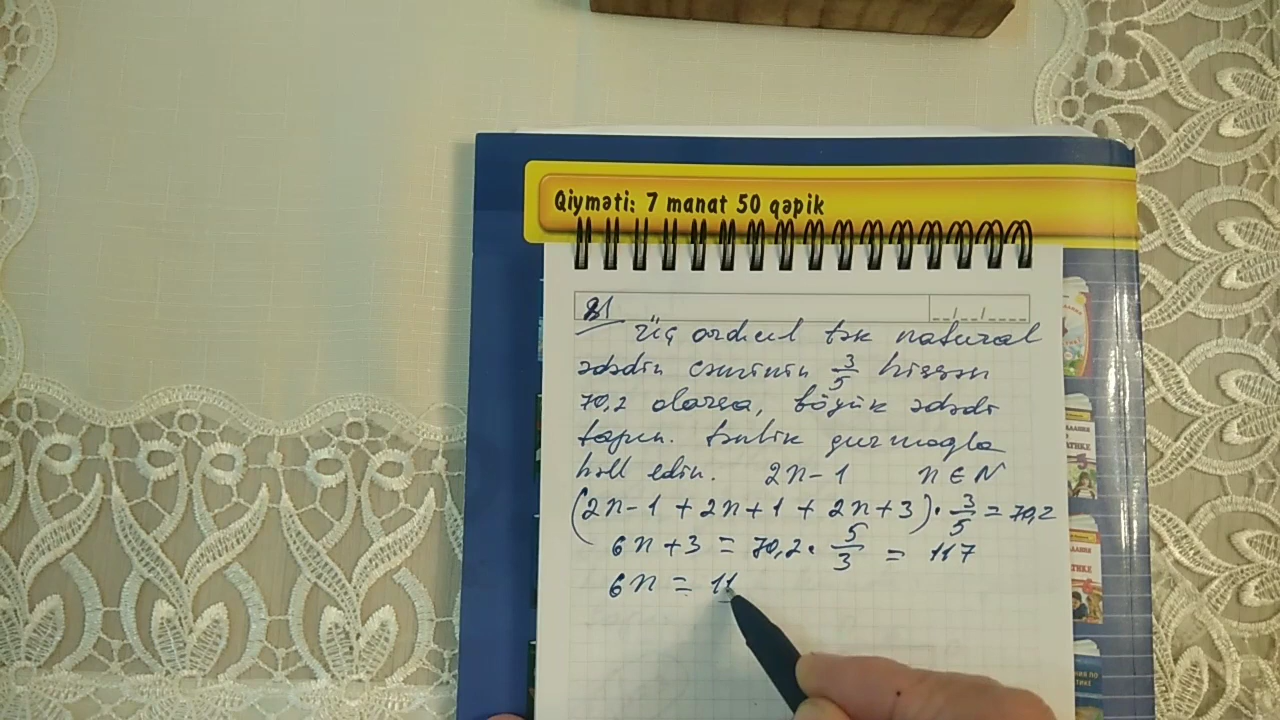 Qiyməti: 7 manat 50 qəpik
81
Üç ardıcıl tək natural
ədədin cəminin 3/5 hissəsi
70,2 olarsa, böyük ədədi
tapın. tənlik qurmaqla
həll edin. 2n-1 n ∈ N
(2n-1 + 2n+1 + 2n+3) · 3/5 = 70,2
6n+3 = 70,2 · 5/3 = 117
6n = 11